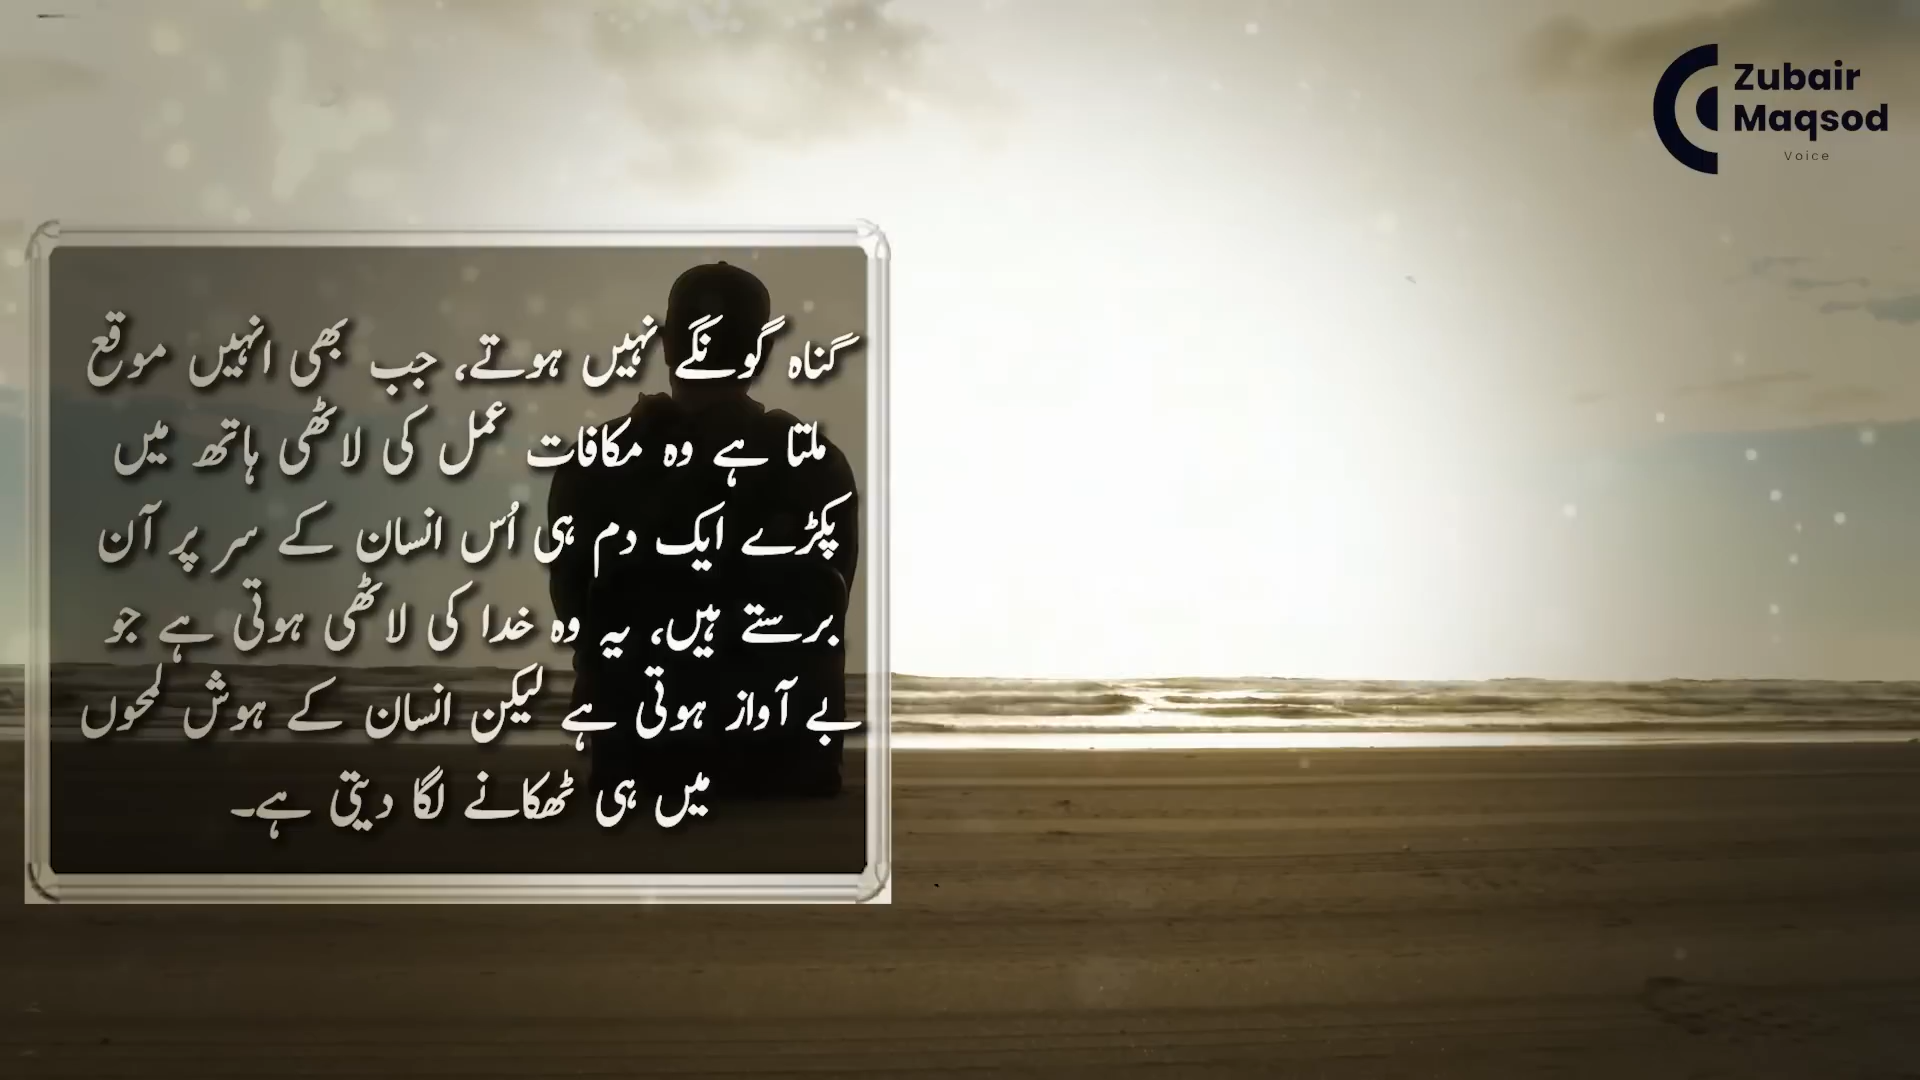 Zubair
Maqsod
Voice
گناہ گونگے نہیں ہوتے، جب بھی انہیں موقع
ملتا ہے وہ مکافات عمل کی لاٹھی ہاتھ میں
پکڑے ایک دم ہی اُس انسان کے سر پر آن
برستے ہیں، یہ وہ خدا کی لاٹھی ہوتی ہے جو
بے آواز ہوتی ہے لیکن انسان کے ہوش لمحوں
میں ہی ٹھکانے لگا دیتی ہے۔